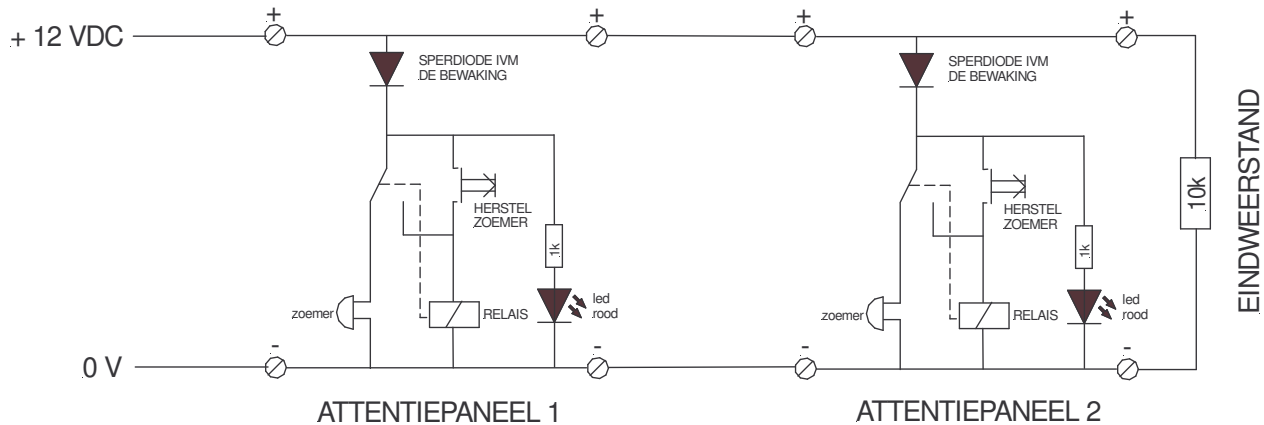 + + + +
+ 12 VDC
SPERDIODE IVM
DE BEWAKING
SPERDIODE IVM
DE BEWAKING
HERSTEL
ZOEMER
HERSTEL
ZOEMER
1k
1k
10k
EINDWEERSTAND
zoemer
RELAIS
led
rood
zoemer
RELAIS
led
rood
- - - -
0 V
ATTENTIEPANEEL 1
ATTENTIEPANEEL 2